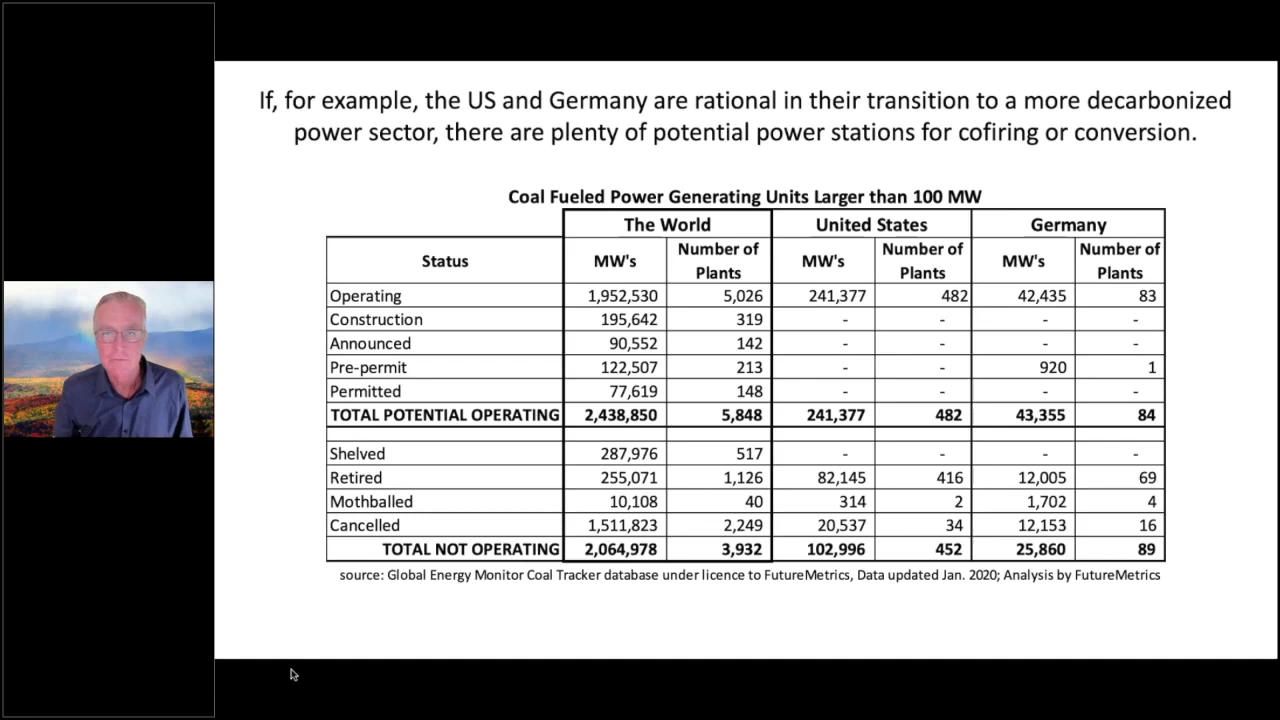 If, for example, the US and Germany are rational in their transition to a more decarbonized
power sector, there are plenty of potential power stations for cofiring or conversion.
Coal Fueled Power Generating Units Larger than 100 MW
The World United States Germany
Status MW's Number of Plants MW's Number of Plants MW's Number of Plants
Operating 1,952,530 5,026 241,377 482 42,435 83
Construction 195,642 319 - - - -
Announced 90,552 142 - - - -
Pre-permit 122,507 213 - - 920 1
Permitted 77,619 148 - - - -
TOTAL POTENTIAL OPERATING 2,438,850 5,848 241,377 482 43,355 84
Shelved 287,976 517 - - - -
Retired 255,071 1,126 82,145 416 12,005 69
Mothballed 10,108 40 314 2 1,702 4
Cancelled 1,511,823 2,249 20,537 34 12,153 16
TOTAL NOT OPERATING 2,064,978 3,932 102,996 452 25,860 89
source: Global Energy Monitor Coal Tracker database under licence to FutureMetrics, Data updated Jan. 2020; Analysis by FutureMetrics